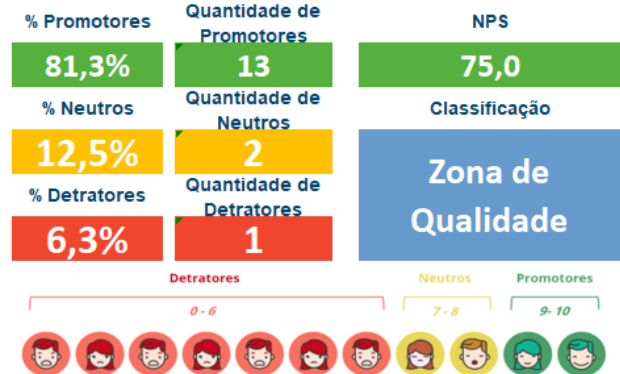 % Promotores
Quantidade de
Promotores
NPS
81,3%
13
75,0
% Neutros
Quantidade de
Neutros
Classificação
12,5%
2
Zona de
Qualidade
% Detratores
Quantidade de
Detratores
6,3%
1
Detratores
Neutros
Promotores
0 - 6
7 - 8
9- 10